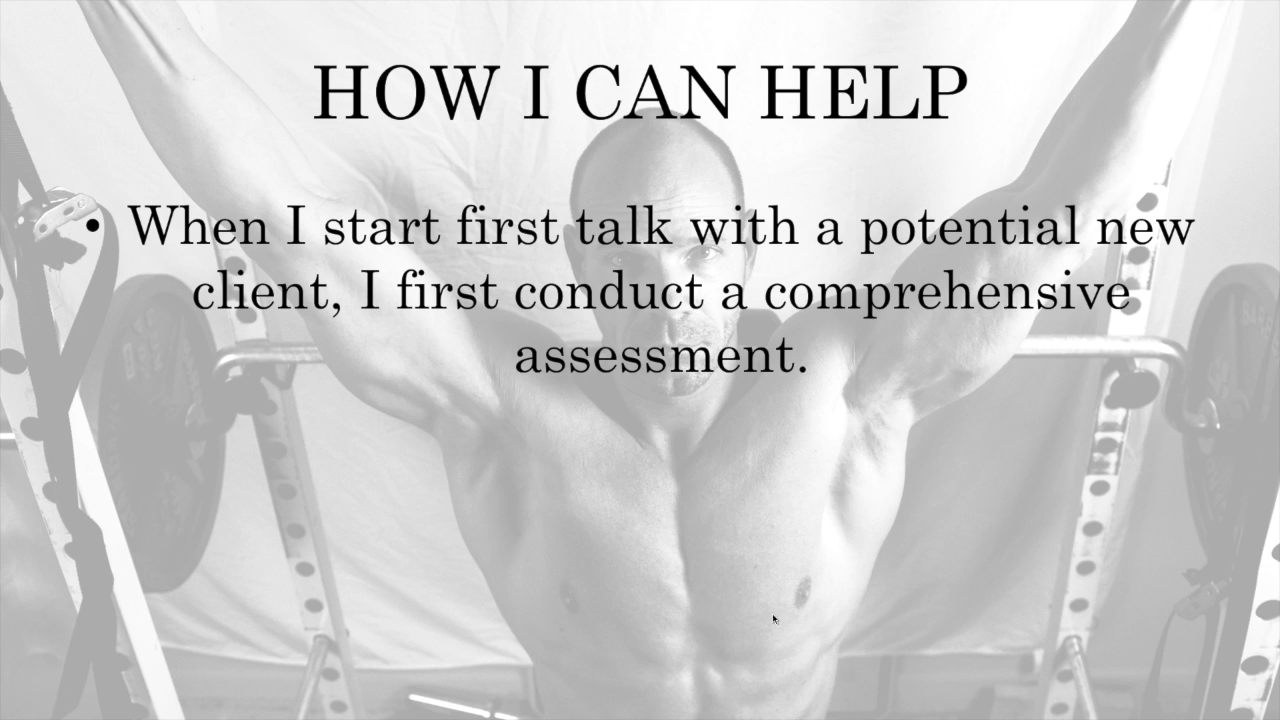 HOW I CAN HELP
• When I start first talk with a potential new
client, I first conduct a comprehensive
assessment.